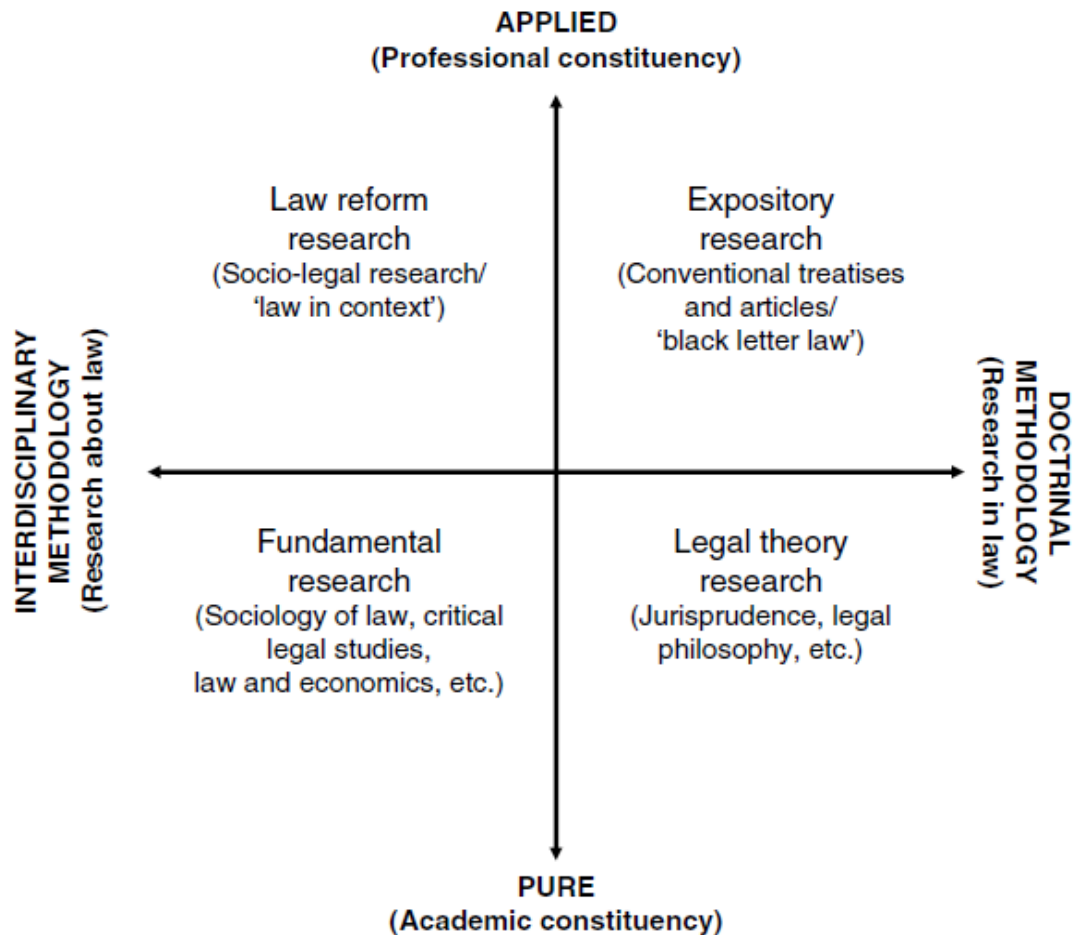 APPLIED
(Professional constituency)
Law reform
research
(Socio-legal research/
‘law in context’)
Expository
research
(Conventional treatises
and articles/
‘black letter law’)
INTERDISCIPLINARY
METHODOLOGY
(Research about law)
DOCTRINAL
METHODOLOGY
(Research in law)
Fundamental
research
(Sociology of law, critical
legal studies,
law and economics, etc.)
Legal theory
research
(Jurisprudence, legal
philosophy, etc.)
PURE
(Academic constituency)